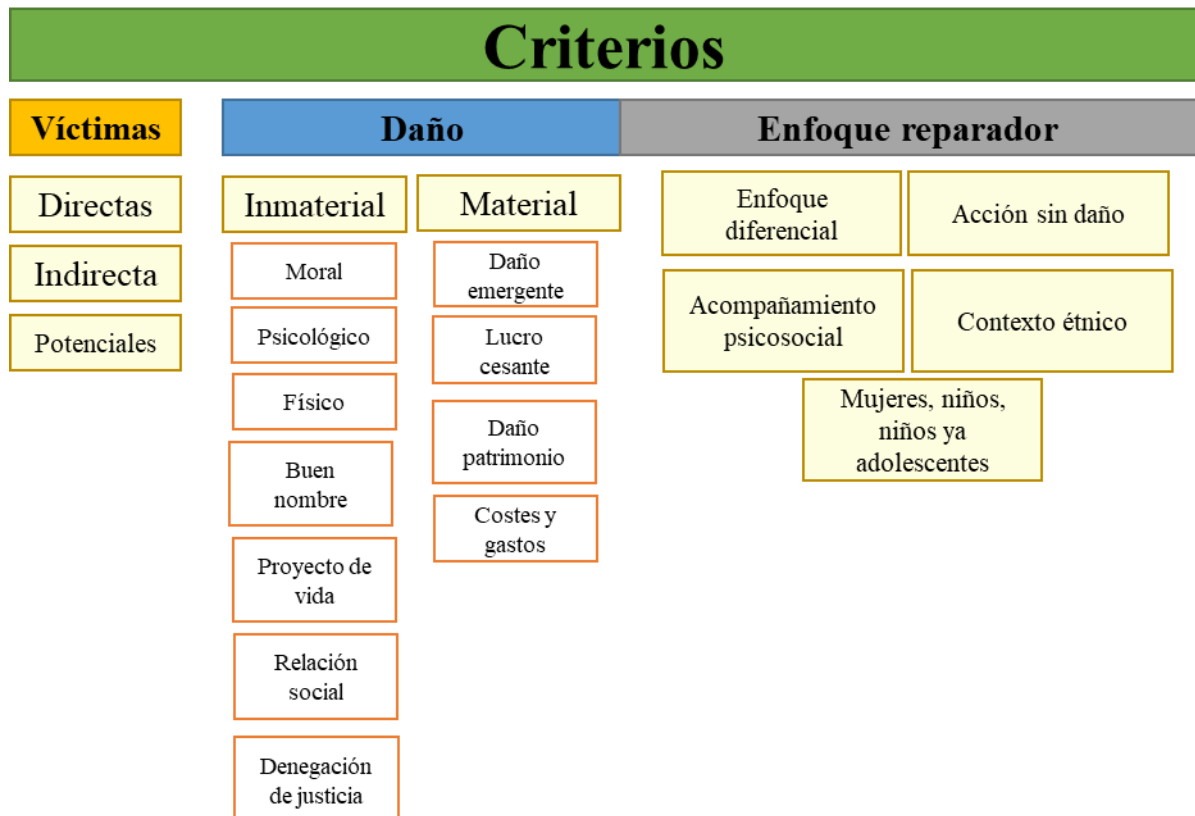 Criterios
Víctimas
Daño
Enfoque reparador
Directas
Indirecta
Potenciales
Inmaterial
Moral
Psicológico
Físico
Buen
nombre
Proyecto de
vida
Relación
social
Denegación
de justicia
Material
Daño
emergente
Lucro
cesante
Daño
patrimonio
Costes y
gastos
Enfoque
diferencial
Acción sin daño
Acompañamiento
psicosocial
Contexto étnico
Mujeres, niños,
niños ya
adolescentes